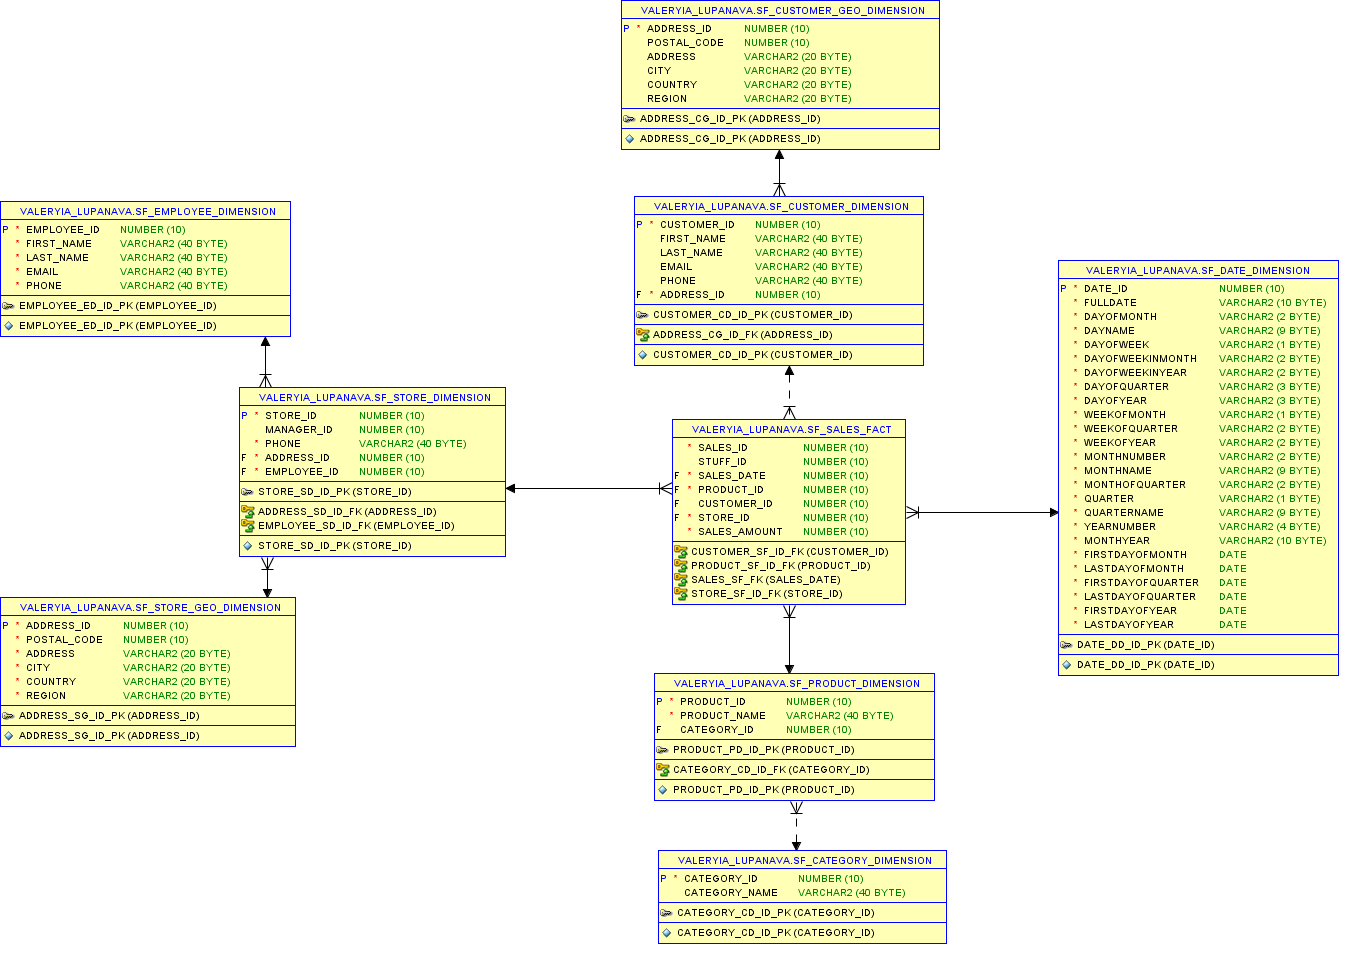 VALERYIA_LUPANAVA.SF_CUSTOMER_GEO_DIMENSION
P * ADDRESS_ID NUMBER (10)
POSTAL_CODE NUMBER (10)
ADDRESS VARCHAR2 (20 BYTE)
CITY VARCHAR2 (20 BYTE)
COUNTRY VARCHAR2 (20 BYTE)
REGION VARCHAR2 (20 BYTE)
ADDRESS_CG_ID_PK (ADDRESS_ID)
ADDRESS_CG_ID_PK (ADDRESS_ID)
VALERYIA_LUPANAVA.SF_EMPLOYEE_DIMENSION
P * EMPLOYEE_ID NUMBER (10)
* FIRST_NAME VARCHAR2 (40 BYTE)
* LAST_NAME VARCHAR2 (40 BYTE)
* EMAIL VARCHAR2 (40 BYTE)
* PHONE VARCHAR2 (40 BYTE)
EMPLOYEE_ED_ID_PK (EMPLOYEE_ID)
EMPLOYEE_ED_ID_PK (EMPLOYEE_ID)
VALERYIA_LUPANAVA.SF_CUSTOMER_DIMENSION
P * CUSTOMER_ID NUMBER (10)
FIRST_NAME VARCHAR2 (40 BYTE)
LAST_NAME VARCHAR2 (40 BYTE)
EMAIL VARCHAR2 (40 BYTE)
PHONE VARCHAR2 (40 BYTE)
F * ADDRESS_ID NUMBER (10)
CUSTOMER_CD_ID_PK (CUSTOMER_ID)
ADDRESS_CG_ID_FK (ADDRESS_ID)
CUSTOMER_CD_ID_PK (CUSTOMER_ID)
VALERYIA_LUPANAVA.SF_DATE_DIMENSION
P * DATE_ID NUMBER (10)
* FULLDATE VARCHAR2 (10 BYTE)
* DAYOFMONTH VARCHAR2 (2 BYTE)
* DAYNAME VARCHAR2 (9 BYTE)
* DAYOFWEEK VARCHAR2 (1 BYTE)
* DAYOFWEEKINMONTH VARCHAR2 (2 BYTE)
* DAYOFWEEKINYEAR VARCHAR2 (2 BYTE)
* DAYOFQUARTER VARCHAR2 (3 BYTE)
* DAYOFYEAR VARCHAR2 (3 BYTE)
* WEEKOFMONTH VARCHAR2 (1 BYTE)
* WEEKOFQUARTER VARCHAR2 (2 BYTE)
* WEEKOFYEAR VARCHAR2 (2 BYTE)
* MONTHNUMBER VARCHAR2 (2 BYTE)
* MONTHNAME VARCHAR2 (9 BYTE)
* MONTHOFQUARTER VARCHAR2 (2 BYTE)
* QUARTER VARCHAR2 (1 BYTE)
* QUARTERNAME VARCHAR2 (9 BYTE)
* YEARNUMBER VARCHAR2 (4 BYTE)
* MONTHYEAR VARCHAR2 (10 BYTE)
* FIRSTDAYOFMONTH DATE
* LASTDAYOFMONTH DATE
* FIRSTDAYOFQUARTER DATE
* LASTDAYOFQUARTER DATE
* FIRSTDAYOFYEAR DATE
* LASTDAYOFYEAR DATE
DATE_DD_ID_PK (DATE_ID)
DATE_DD_ID_PK (DATE_ID)
VALERYIA_LUPANAVA.SF_STORE_DIMENSION
P * STORE_ID NUMBER (10)
MANAGER_ID NUMBER (10)
* PHONE VARCHAR2 (40 BYTE)
F * ADDRESS_ID NUMBER (10)
F * EMPLOYEE_ID NUMBER (10)
STORE_SD_ID_PK (STORE_ID)
ADDRESS_SD_ID_FK (ADDRESS_ID)
EMPLOYEE_SD_ID_FK (EMPLOYEE_ID)
STORE_SD_ID_PK (STORE_ID)
VALERYIA_LUPANAVA.SF_SALES_FACT
* SALES_ID NUMBER (10)
STUFF_ID NUMBER (10)
F * SALES_DATE NUMBER (10)
F * PRODUCT_ID NUMBER (10)
F CUSTOMER_ID NUMBER (10)
F * STORE_ID NUMBER (10)
* SALES_AMOUNT NUMBER (10)
CUSTOMER_SF_ID_FK (CUSTOMER_ID)
PRODUCT_SF_ID_FK (PRODUCT_ID)
SALES_SF_FK (SALES_DATE)
STORE_SF_ID_FK (STORE_ID)
VALERYIA_LUPANAVA.SF_STORE_GEO_DIMENSION
P * ADDRESS_ID NUMBER (10)
* POSTAL_CODE NUMBER (10)
* ADDRESS VARCHAR2 (20 BYTE)
* CITY VARCHAR2 (20 BYTE)
* COUNTRY VARCHAR2 (20 BYTE)
* REGION VARCHAR2 (20 BYTE)
ADDRESS_SG_ID_PK (ADDRESS_ID)
ADDRESS_SG_ID_PK (ADDRESS_ID)
VALERYIA_LUPANAVA.SF_PRODUCT_DIMENSION
P * PRODUCT_ID NUMBER (10)
* PRODUCT_NAME VARCHAR2 (40 BYTE)
F CATEGORY_ID NUMBER (10)
PRODUCT_PD_ID_PK (PRODUCT_ID)
CATEGORY_CD_ID_FK (CATEGORY_ID)
PRODUCT_PD_ID_PK (PRODUCT_ID)
VALERYIA_LUPANAVA.SF_CATEGORY_DIMENSION
P * CATEGORY_ID NUMBER (10)
CATEGORY_NAME VARCHAR2 (40 BYTE)
CATEGORY_CD_ID_PK (CATEGORY_ID)
CATEGORY_CD_ID_PK (CATEGORY_ID)